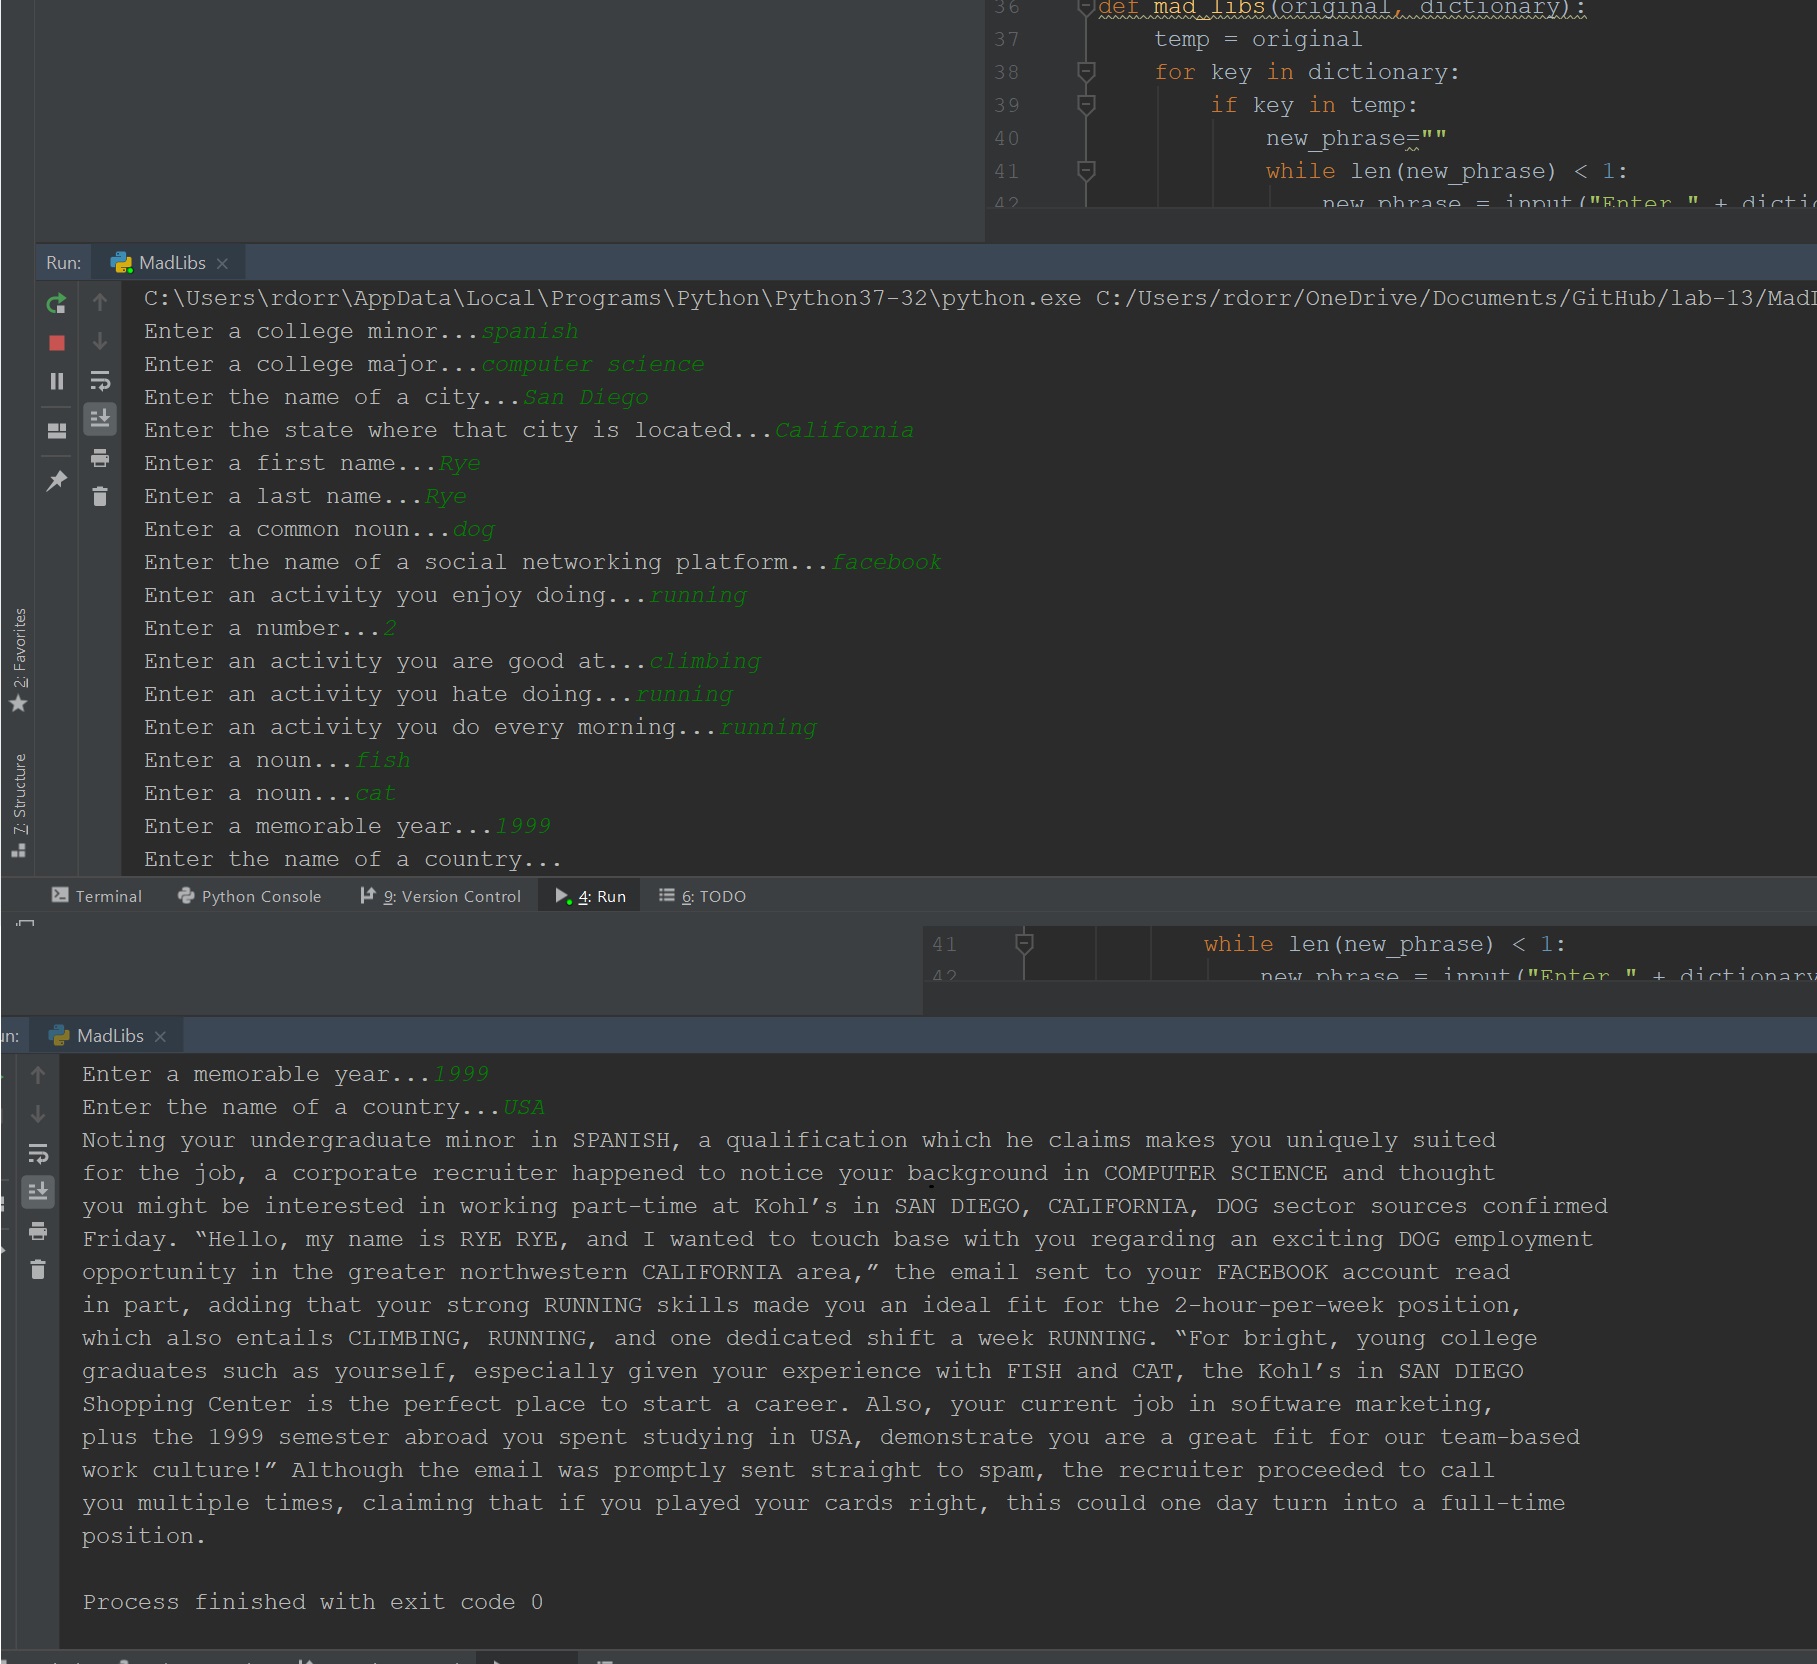 36 def mad_libs(original, dictionary):
37 temp = original
38 for key in dictionary:
39 if key in temp:
40 new_phrase=""
41 while len(new_phrase) < 1:
42 new_phrase = input("Enter " + dictio
Run: MadLibs
C:\Users\rdorr\AppData\Local\Programs\Python\Python37-32\python.exe C:/Users/rdorr/OneDrive/Documents/GitHub/lab-13/MadL
Enter a college minor...spanish
Enter a college major...computer science
Enter the name of a city...San Diego
Enter the state where that city is located...California
Enter a first name...Rye
Enter a last name...Rye
Enter a common noun...dog
Enter the name of a social networking platform...facebook
Enter an activity you enjoy doing...running
Enter a number...2
Enter an activity you are good at...climbing
Enter an activity you hate doing...running
Enter an activity you do every morning...running
Enter a noun...fish
Enter a noun...cat
Enter a memorable year...1999
Enter the name of a country...
2: Favorites
7: Structure
Terminal Python Console 9: Version Control 4: Run 6: TODO
41 while len(new_phrase) < 1:
42 new_phrase = input("Enter " + dictionary
un: MadLibs
Enter a memorable year...1999
Enter the name of a country...USA
Noting your undergraduate minor in SPANISH, a qualification which he claims makes you uniquely suited
for the job, a corporate recruiter happened to notice your background in COMPUTER SCIENCE and thought
you might be interested in working part-time at Kohl’s in SAN DIEGO, CALIFORNIA, DOG sector sources confirmed
Friday. “Hello, my name is RYE RYE, and I wanted to touch base with you regarding an exciting DOG employment
opportunity in the greater northwestern CALIFORNIA area,” the email sent to your FACEBOOK account read
in part, adding that your strong RUNNING skills made you an ideal fit for the 2-hour-per-week position,
which also entails CLIMBING, RUNNING, and one dedicated shift a week RUNNING. “For bright, young college
graduates such as yourself, especially given your experience with FISH and CAT, the Kohl’s in SAN DIEGO
Shopping Center is the perfect place to start a career. Also, your current job in software marketing,
plus the 1999 semester abroad you spent studying in USA, demonstrate you are a great fit for our team-based
work culture!” Although the email was promptly sent straight to spam, the recruiter proceeded to call
you multiple times, claiming that if you played your cards right, this could one day turn into a full-time
position.
Process finished with exit code 0